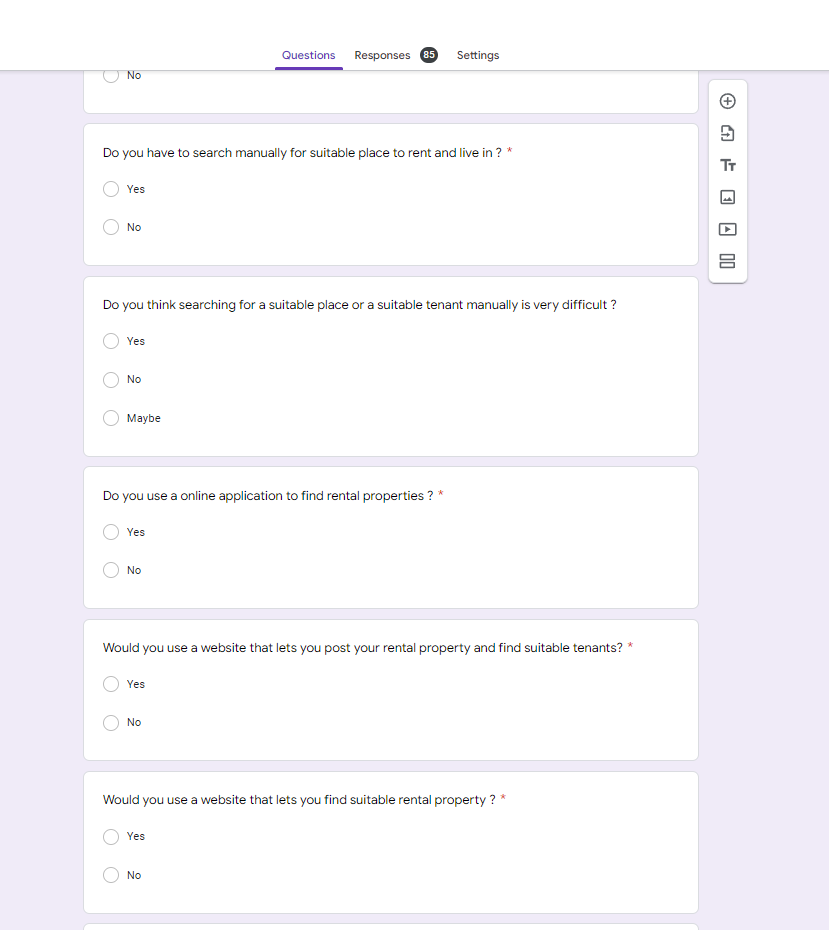 Questions Responses 85 Settings
No
Do you have to search manually for suitable place to rent and live in ? *
Yes
No
Do you think searching for a suitable place or a suitable tenant manually is very difficult ?
Yes
No
Maybe
Do you use a online application to find rental properties ? *
Yes
No
Would you use a website that lets you post your rental property and find suitable tenants? *
Yes
No
Would you use a website that lets you find suitable rental property ? *
Yes
No